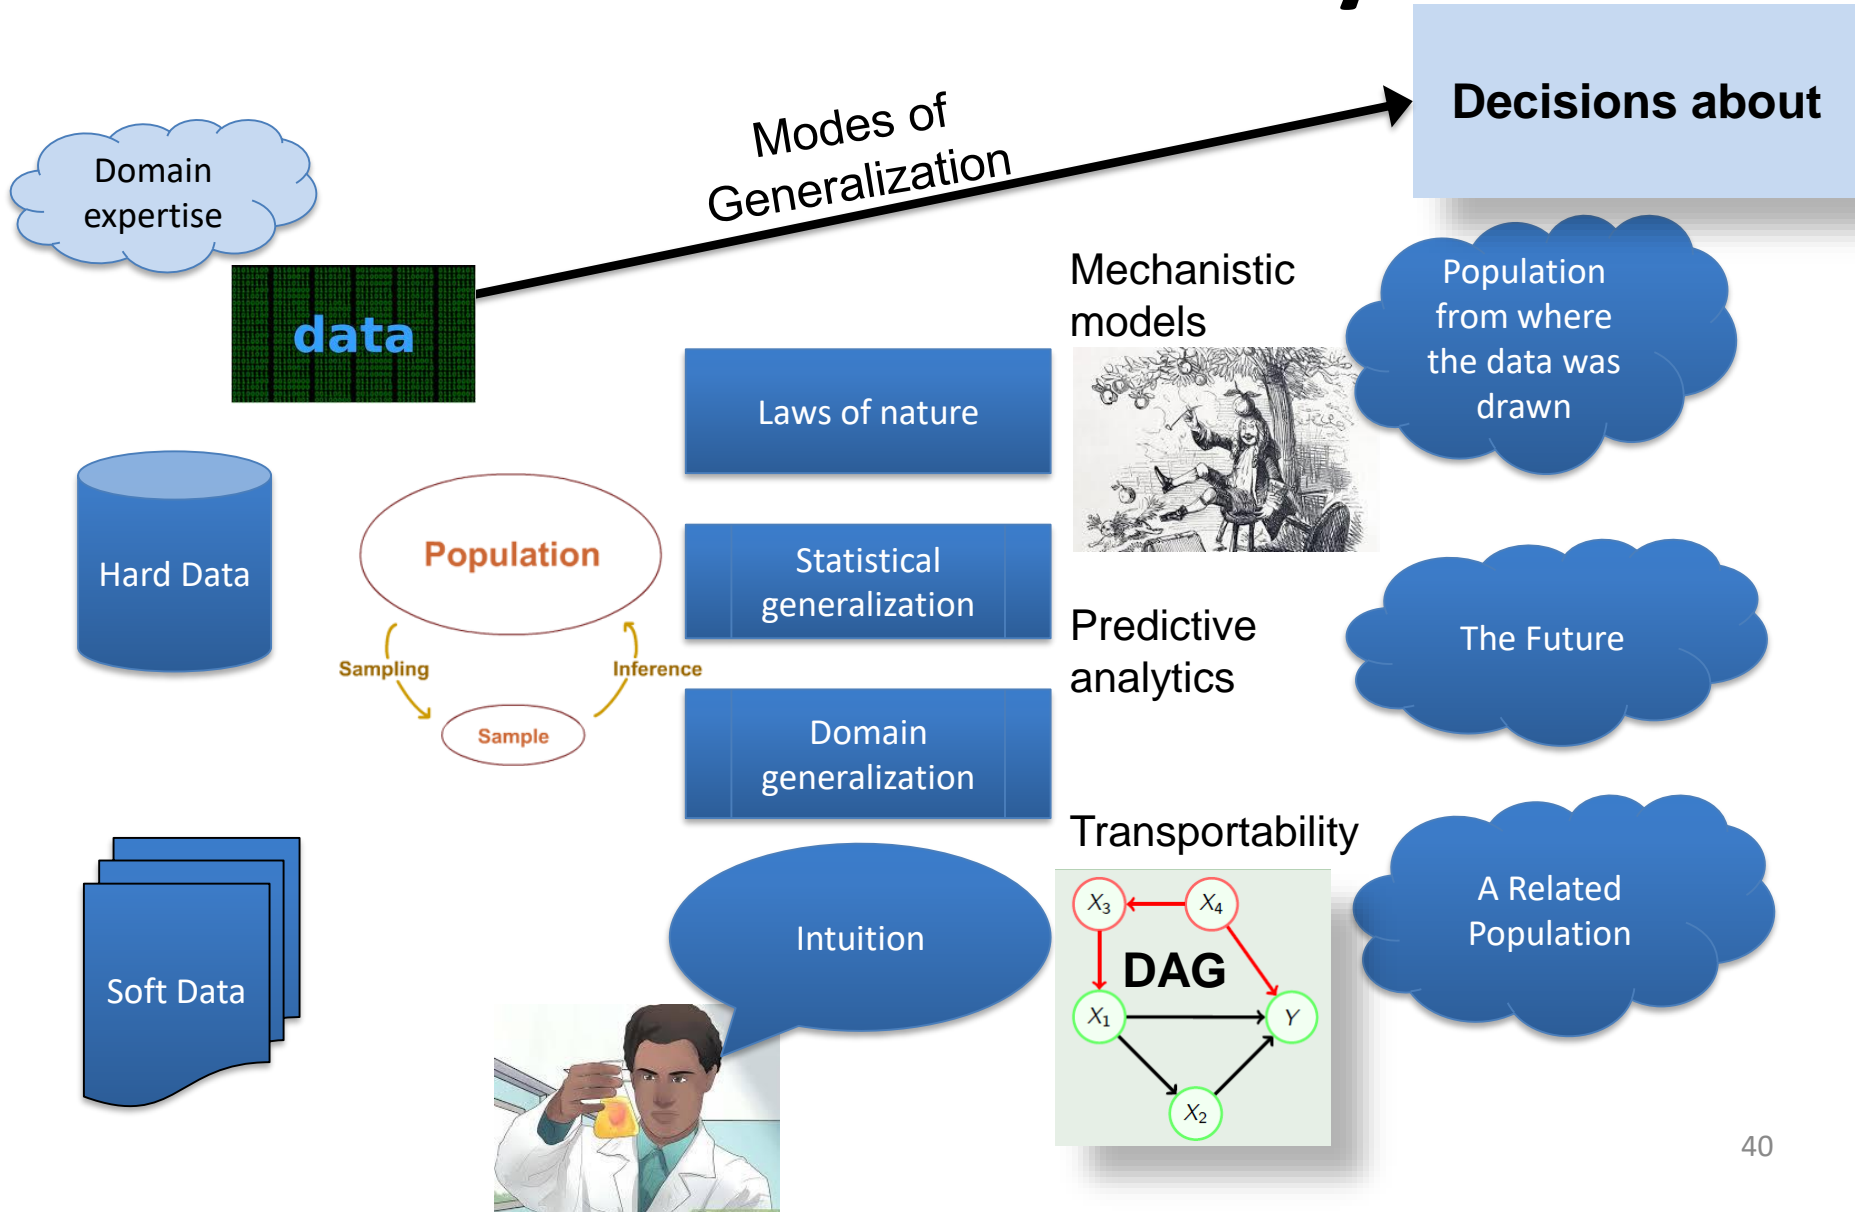 Decisions about
Modes of
Generalization
Domain
expertise
data
Mechanistic
models
Population
from where
the data was
drawn
Laws of nature
Hard Data
Population
Sampling
Inference
Sample
Statistical
generalization
Predictive
analytics
The Future
Domain
generalization
Transportability
Soft Data
Intuition
X3
X4
DAG
X1
Y
X2
A Related
Population
40